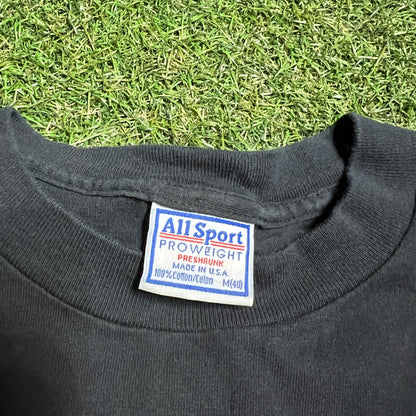 All Sport
PROWEIGHT
PRESHRUNK
MADE IN U.S.A.
100% Cotton/Coton M(40)